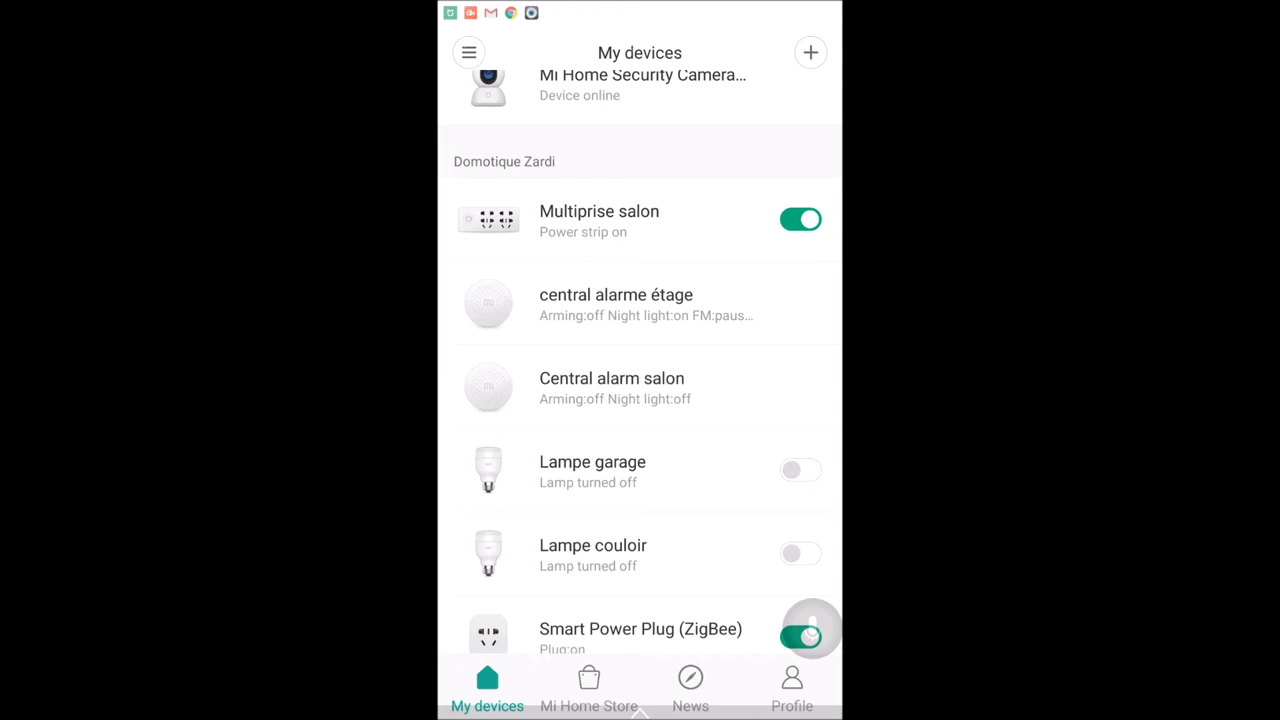 My devices
Mi Home Security Camera...
Device online
Domotique Zardi
Multiprise salon
Power strip on
central alarme étage
Arming:off Night light:on FM:paus...
Central alarm salon
Arming:off Night light:off
Lampe garage
Lamp turned off
Lampe couloir
Lamp turned off
Smart Power Plug (ZigBee)
Plug:on
My devices
Mi Home Store
News
Profile